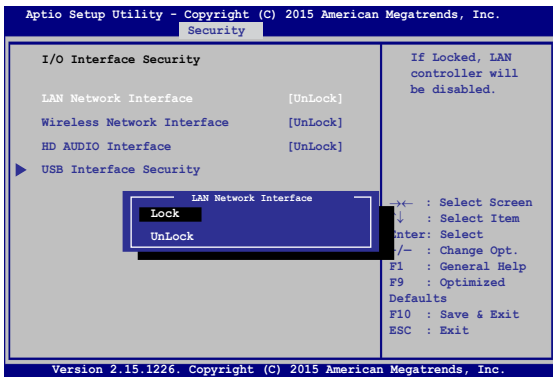 Aptio Setup Utility - Copyright (C) 2015 American Megatrends, Inc.
Security
I/O Interface Security
LAN Network Interface [UnLock]
Wireless Network Interface [UnLock]
HD AUDIO Interface [UnLock]
USB Interface Security
LAN Network Interface
Lock
UnLock
If Locked, LAN
controller will
be disabled.
→← : Select Screen
↑↓ : Select Item
Enter: Select
+/— : Change Opt.
F1 : General Help
F9 : Optimized
Defaults
F10 : Save & Exit
ESC : Exit
Version 2.15.1226. Copyright (C) 2015 American Megatrends, Inc.